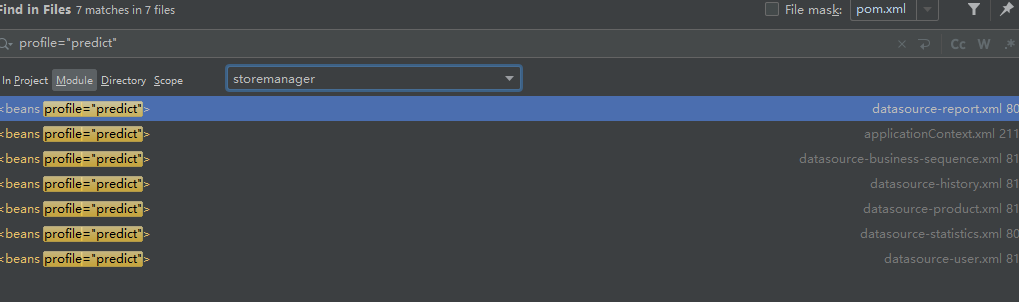 Find in Files 7 matches in 7 files File mask: pom.xml
profile="predict" Cc W .*
In Project Module Directory Scope storemanager
<beans profile="predict"> datasource-report.xml 80
<beans profile="predict"> applicationContext.xml 211
<beans profile="predict"> datasource-business-sequence.xml 81
<beans profile="predict"> datasource-history.xml 81
<beans profile="predict"> datasource-product.xml 81
<beans profile="predict"> datasource-statistics.xml 80
<beans profile="predict"> datasource-user.xml 81